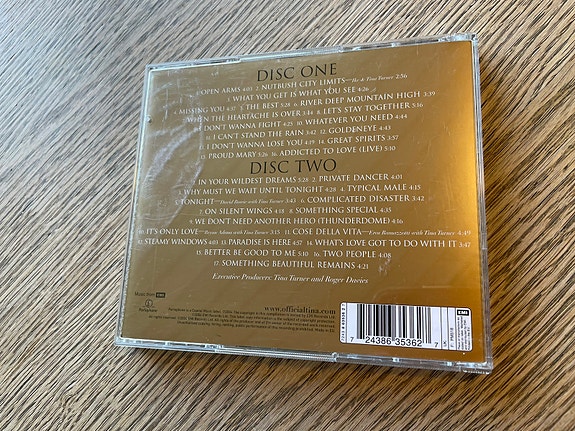 DISC ONE
1. OPEN ARMS 4:03 2. NUTBUSH CITY LIMITS—Ike & Tina Turner 2:56
3. WHAT YOU GET IS WHAT YOU SEE 4:26
4. MISSING YOU 4:37 5. THE BEST 5:28 6. RIVER DEEP MOUNTAIN HIGH 3:39
7. WHEN THE HEARTACHE IS OVER 3:44 8. LET'S STAY TOGETHER 5:16
9. I DON'T WANNA FIGHT 4:25 10. WHATEVER YOU NEED 4:44
11. I CAN'T STAND THE RAIN 3:42 12. GOLDENEYE 4:43
13. I DON'T WANNA LOSE YOU 4:19 14. GREAT SPIRITS 3:57
15. PROUD MARY 5:26 16. ADDICTED TO LOVE (LIVE) 5:10
DISC TWO
1. IN YOUR WILDEST DREAMS 5:28 2. PRIVATE DANCER 4:01
3. WHY MUST WE WAIT UNTIL TONIGHT 4:28 4. TYPICAL MALE 4:15
5. TONIGHT—David Bowie with Tina Turner 3:43 6. COMPLICATED DISASTER 3:42
7. ON SILENT WINGS 4:18 8. SOMETHING SPECIAL 4:35
9. WE DON'T NEED ANOTHER HERO (THUNDERDOME) 4:16
10. IT'S ONLY LOVE—Bryan Adams with Tina Turner 3:15 11. COSE DELLA VITA—Eros Ramazzotti with Tina Turner 4:49
12. STEAMY WINDOWS 4:03 13. PARADISE IS HERE 4:57 14. WHAT'S LOVE GOT TO DO WITH IT 3:47
15. BETTER BE GOOD TO ME 5:10 16. TWO PEOPLE 4:08
17. SOMETHING BEAUTIFUL REMAINS 4:21
Executive Producers: Tina Turner and Roger Davies
Music from EMI
Parlophone
www.officialtina.com
EMI
7 24386 35362 7